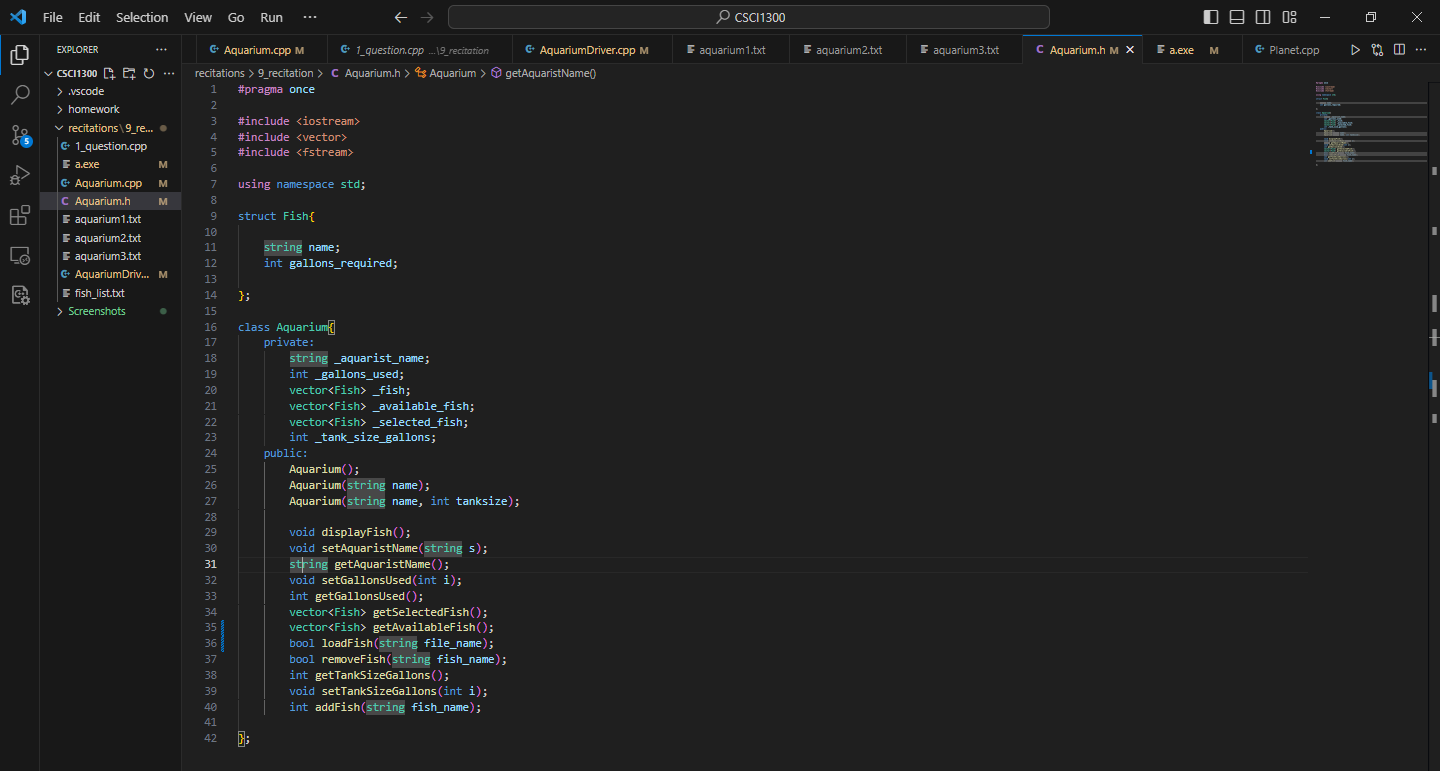 File Edit Selection View Go Run ··· CSCI1300
EXPLORER ···
Aquarium.cpp M 1_question.cpp ...\9_recitation AquariumDriver.cpp M aquarium1.txt aquarium2.txt aquarium3.txt Aquarium.h M a.exe M Planet.cpp ···
CSCI1300 ···
.vscode
homework
recitations\9_re...
1_question.cpp
a.exe M
Aquarium.cpp M
Aquarium.h M
aquarium1.txt
aquarium2.txt
aquarium3.txt
AquariumDriv... M
fish_list.txt
Screenshots
5
recitations > 9_recitation > C Aquarium.h > Aquarium > getAquaristName()
1 #pragma once
2
3 #include <iostream>
4 #include <vector>
5 #include <fstream>
6
7 using namespace std;
8
9 struct Fish{
10
11 string name;
12 int gallons_required;
13
14 };
15
16 class Aquarium{
17 private:
18 string _aquarist_name;
19 int _gallons_used;
20 vector<Fish> _fish;
21 vector<Fish> _available_fish;
22 vector<Fish> _selected_fish;
23 int _tank_size_gallons;
24 public:
25 Aquarium();
26 Aquarium(string name);
27 Aquarium(string name, int tanksize);
28
29 void displayFish();
30 void setAquaristName(string s);
31 string getAquaristName();
32 void setGallonsUsed(int i);
33 int getGallonsUsed();
34 vector<Fish> getSelectedFish();
35 vector<Fish> getAvailableFish();
36 bool loadFish(string file_name);
37 bool removeFish(string fish_name);
38 int getTankSizeGallons();
39 void setTankSizeGallons(int i);
40 int addFish(string fish_name);
41
42 };